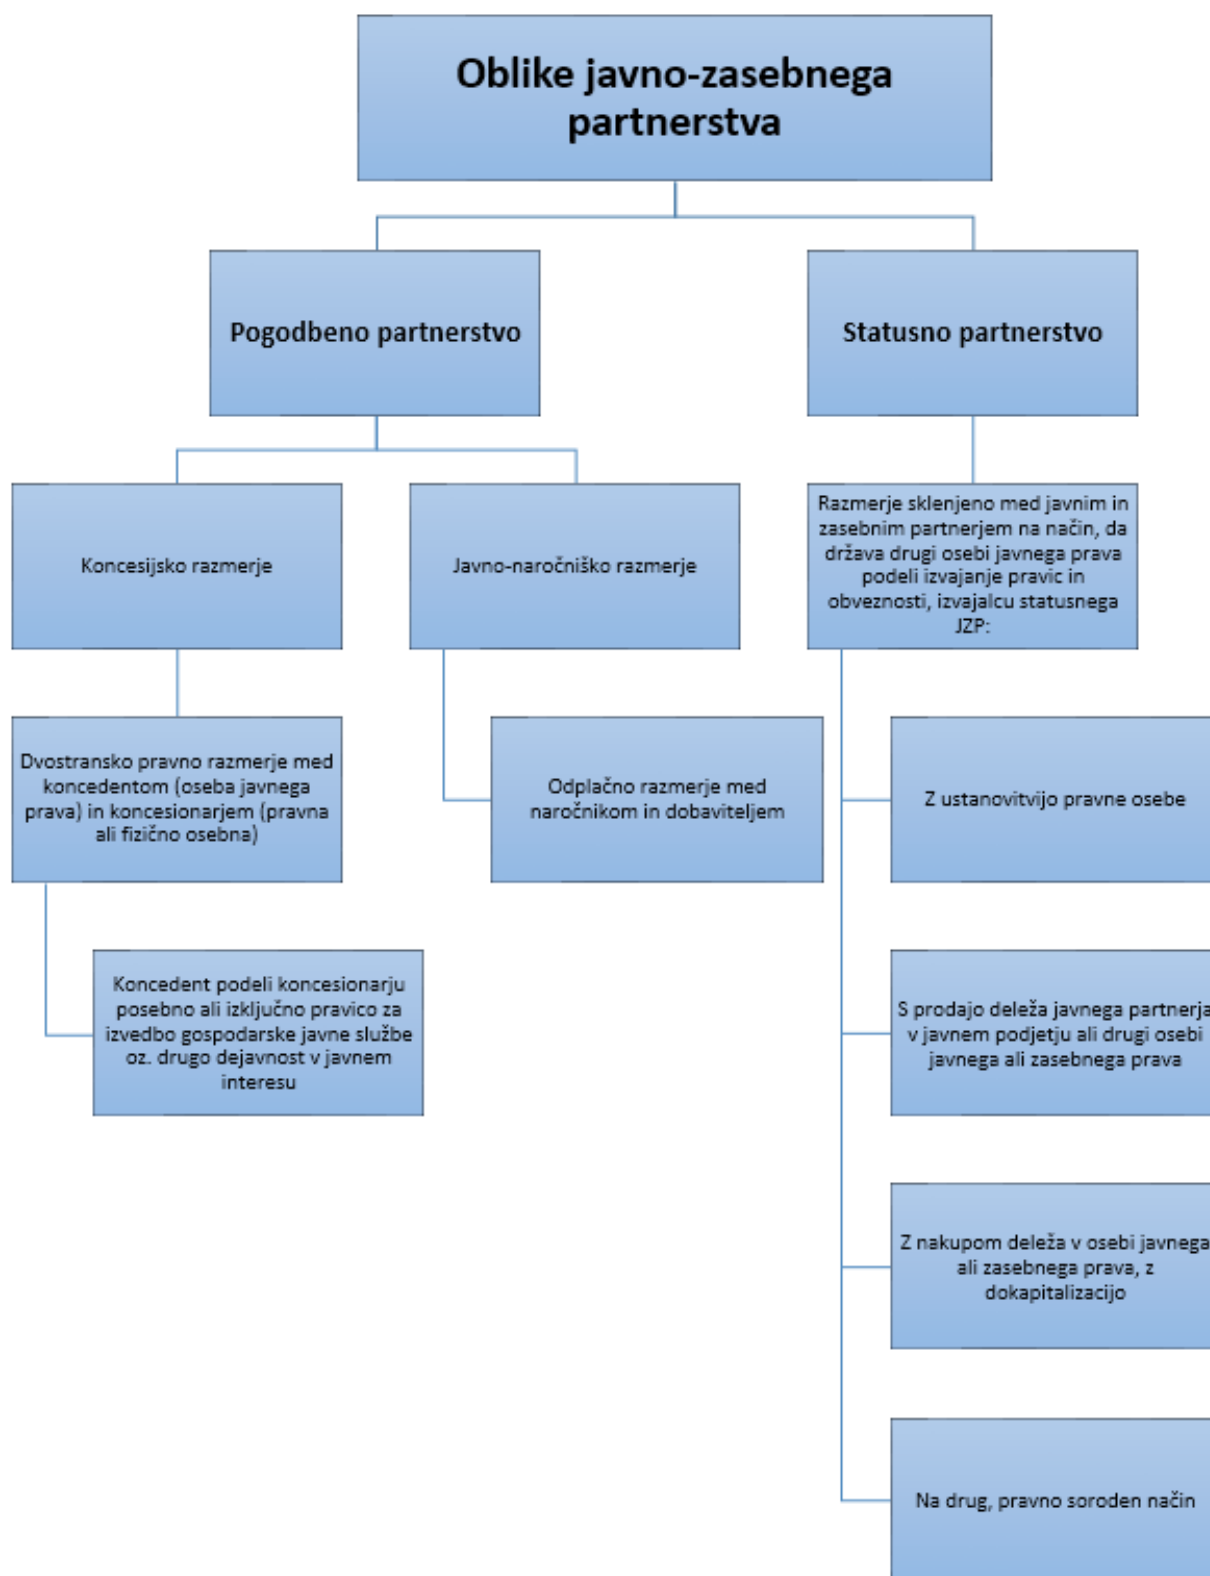 Oblike javno-zasebnega
partnerstva
Pogodbeno partnerstvo
Statusno partnerstvo
Koncesijsko razmerje
Javno-naročniško razmerje
Razmerje sklenjeno med javnim in
zasebnim partnerjem na način, da
država drugi osebi javnega prava
podeli izvajanje pravic in
obveznosti, izvajalcu statusnega
JZP:
Dvostransko pravno razmerje med
koncedentom (oseba javnega
prava) in koncesionarjem (pravna
ali fizično osebna)
Odplačno razmerje med
naročnikom in dobaviteljem
Z ustanovitvijo pravne osebe
Koncedent podeli koncesionarju
posebno ali izključno pravico za
izvedbo gospodarske javne službe
oz. drugo dejavnost v javnem
interesu
S prodajo deleža javnega partnerja
v javnem podjetju ali drugi osebi
javnega ali zasebnega prava
Z nakupom deleža v osebi javnega
ali zasebnega prava, z
dokapitalizacijo
Na drug, pravno soroden način